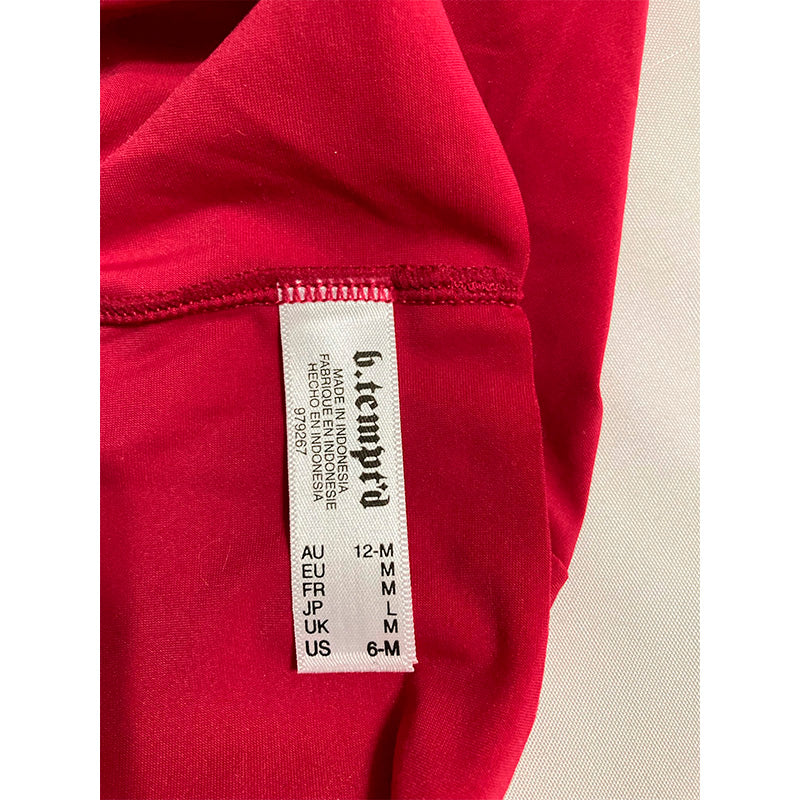 b.tempt'd
MADE IN INDONESIA
FABRIQUE EN INDONESIE
HECHO EN INDONESIA
979267
AU 12-M
EU M
FR M
JP L
UK M
US 6-M